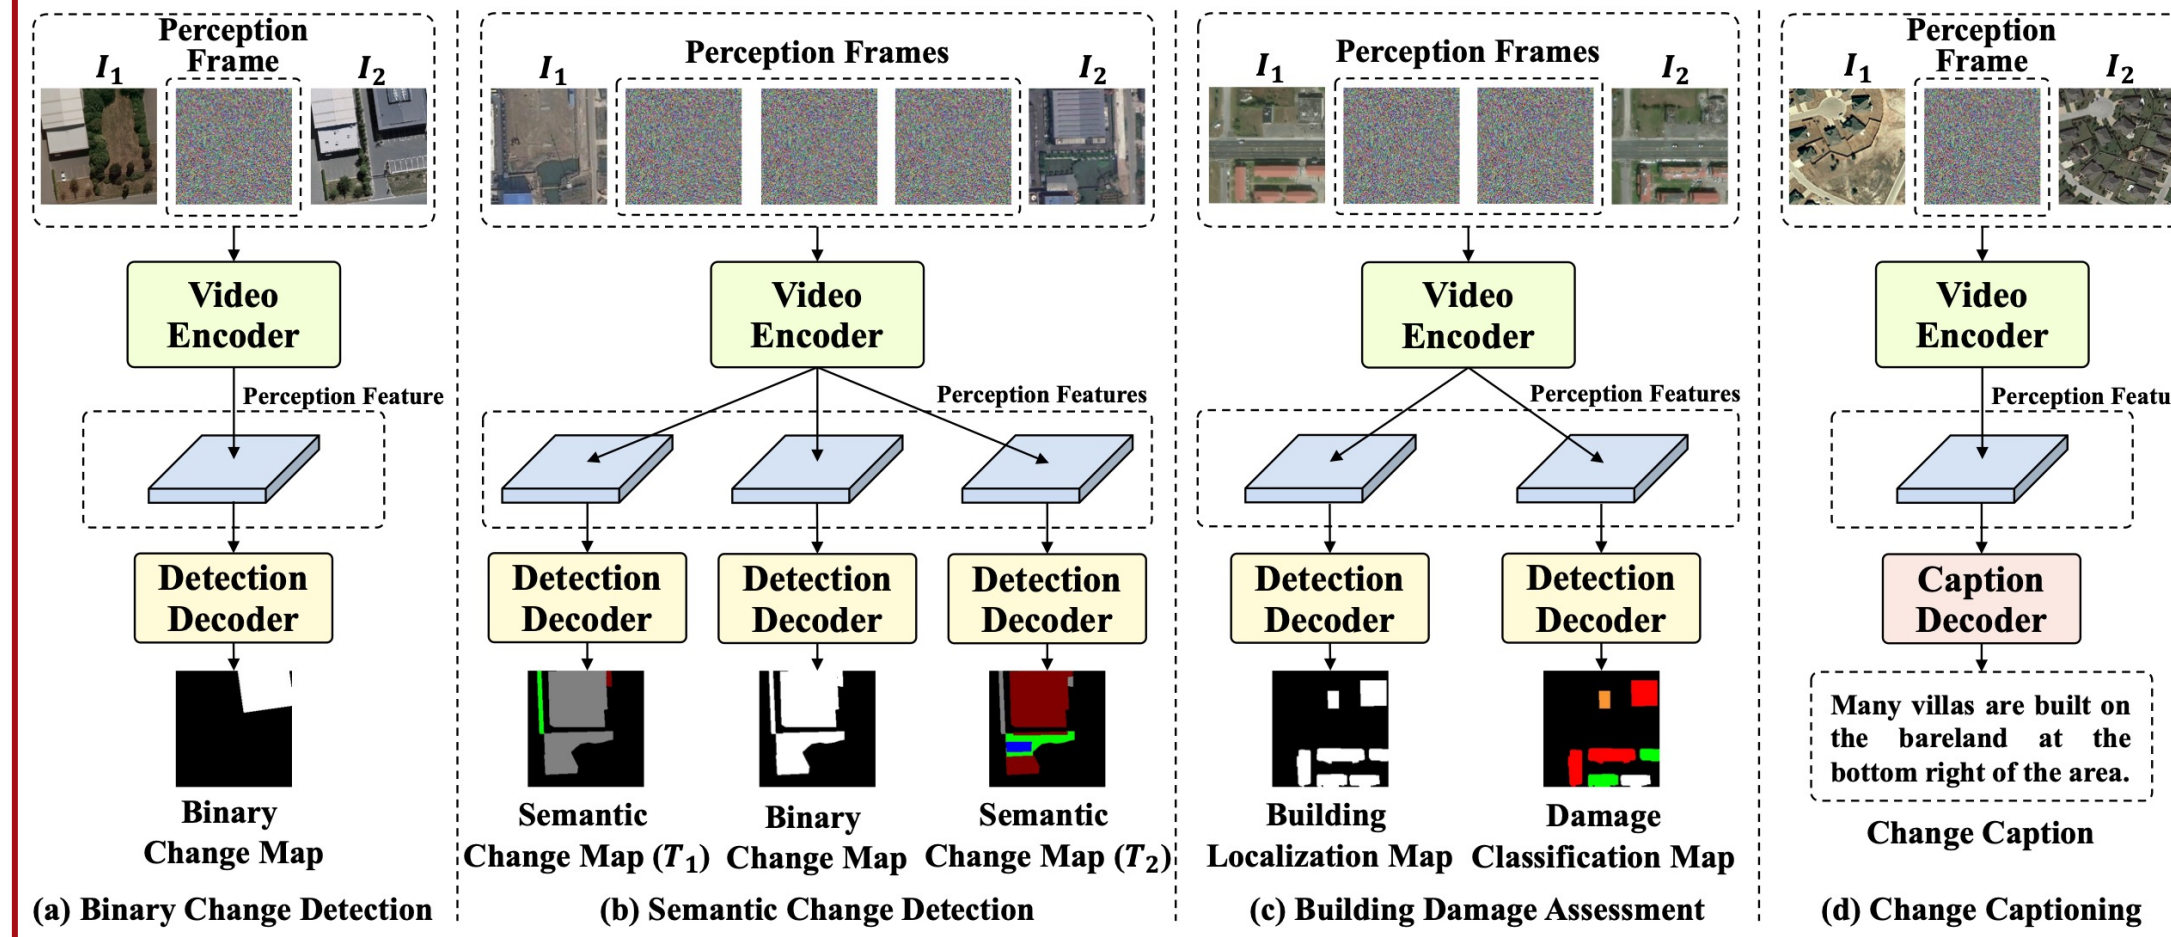 Perception
Frame
I₁
I₂
Video
Encoder
Perception Feature
Detection
Decoder
Binary
Change Map
(a) Binary Change Detection
Perception Frames
I₁
I₂
Video
Encoder
Perception Features
Detection
Decoder
Detection
Decoder
Detection
Decoder
Semantic
Change Map (T₁)
Binary
Change Map
Semantic
Change Map (T₂)
(b) Semantic Change Detection
Perception Frames
I₁
I₂
Video
Encoder
Perception Features
Detection
Decoder
Detection
Decoder
Building
Localization Map
Damage
Classification Map
(c) Building Damage Assessment
Perception
Frame
I₁
I₂
Video
Encoder
Perception Featu
Caption
Decoder
Many villas are built on
the bareland at the
bottom right of the area.
Change Caption
(d) Change Captioning